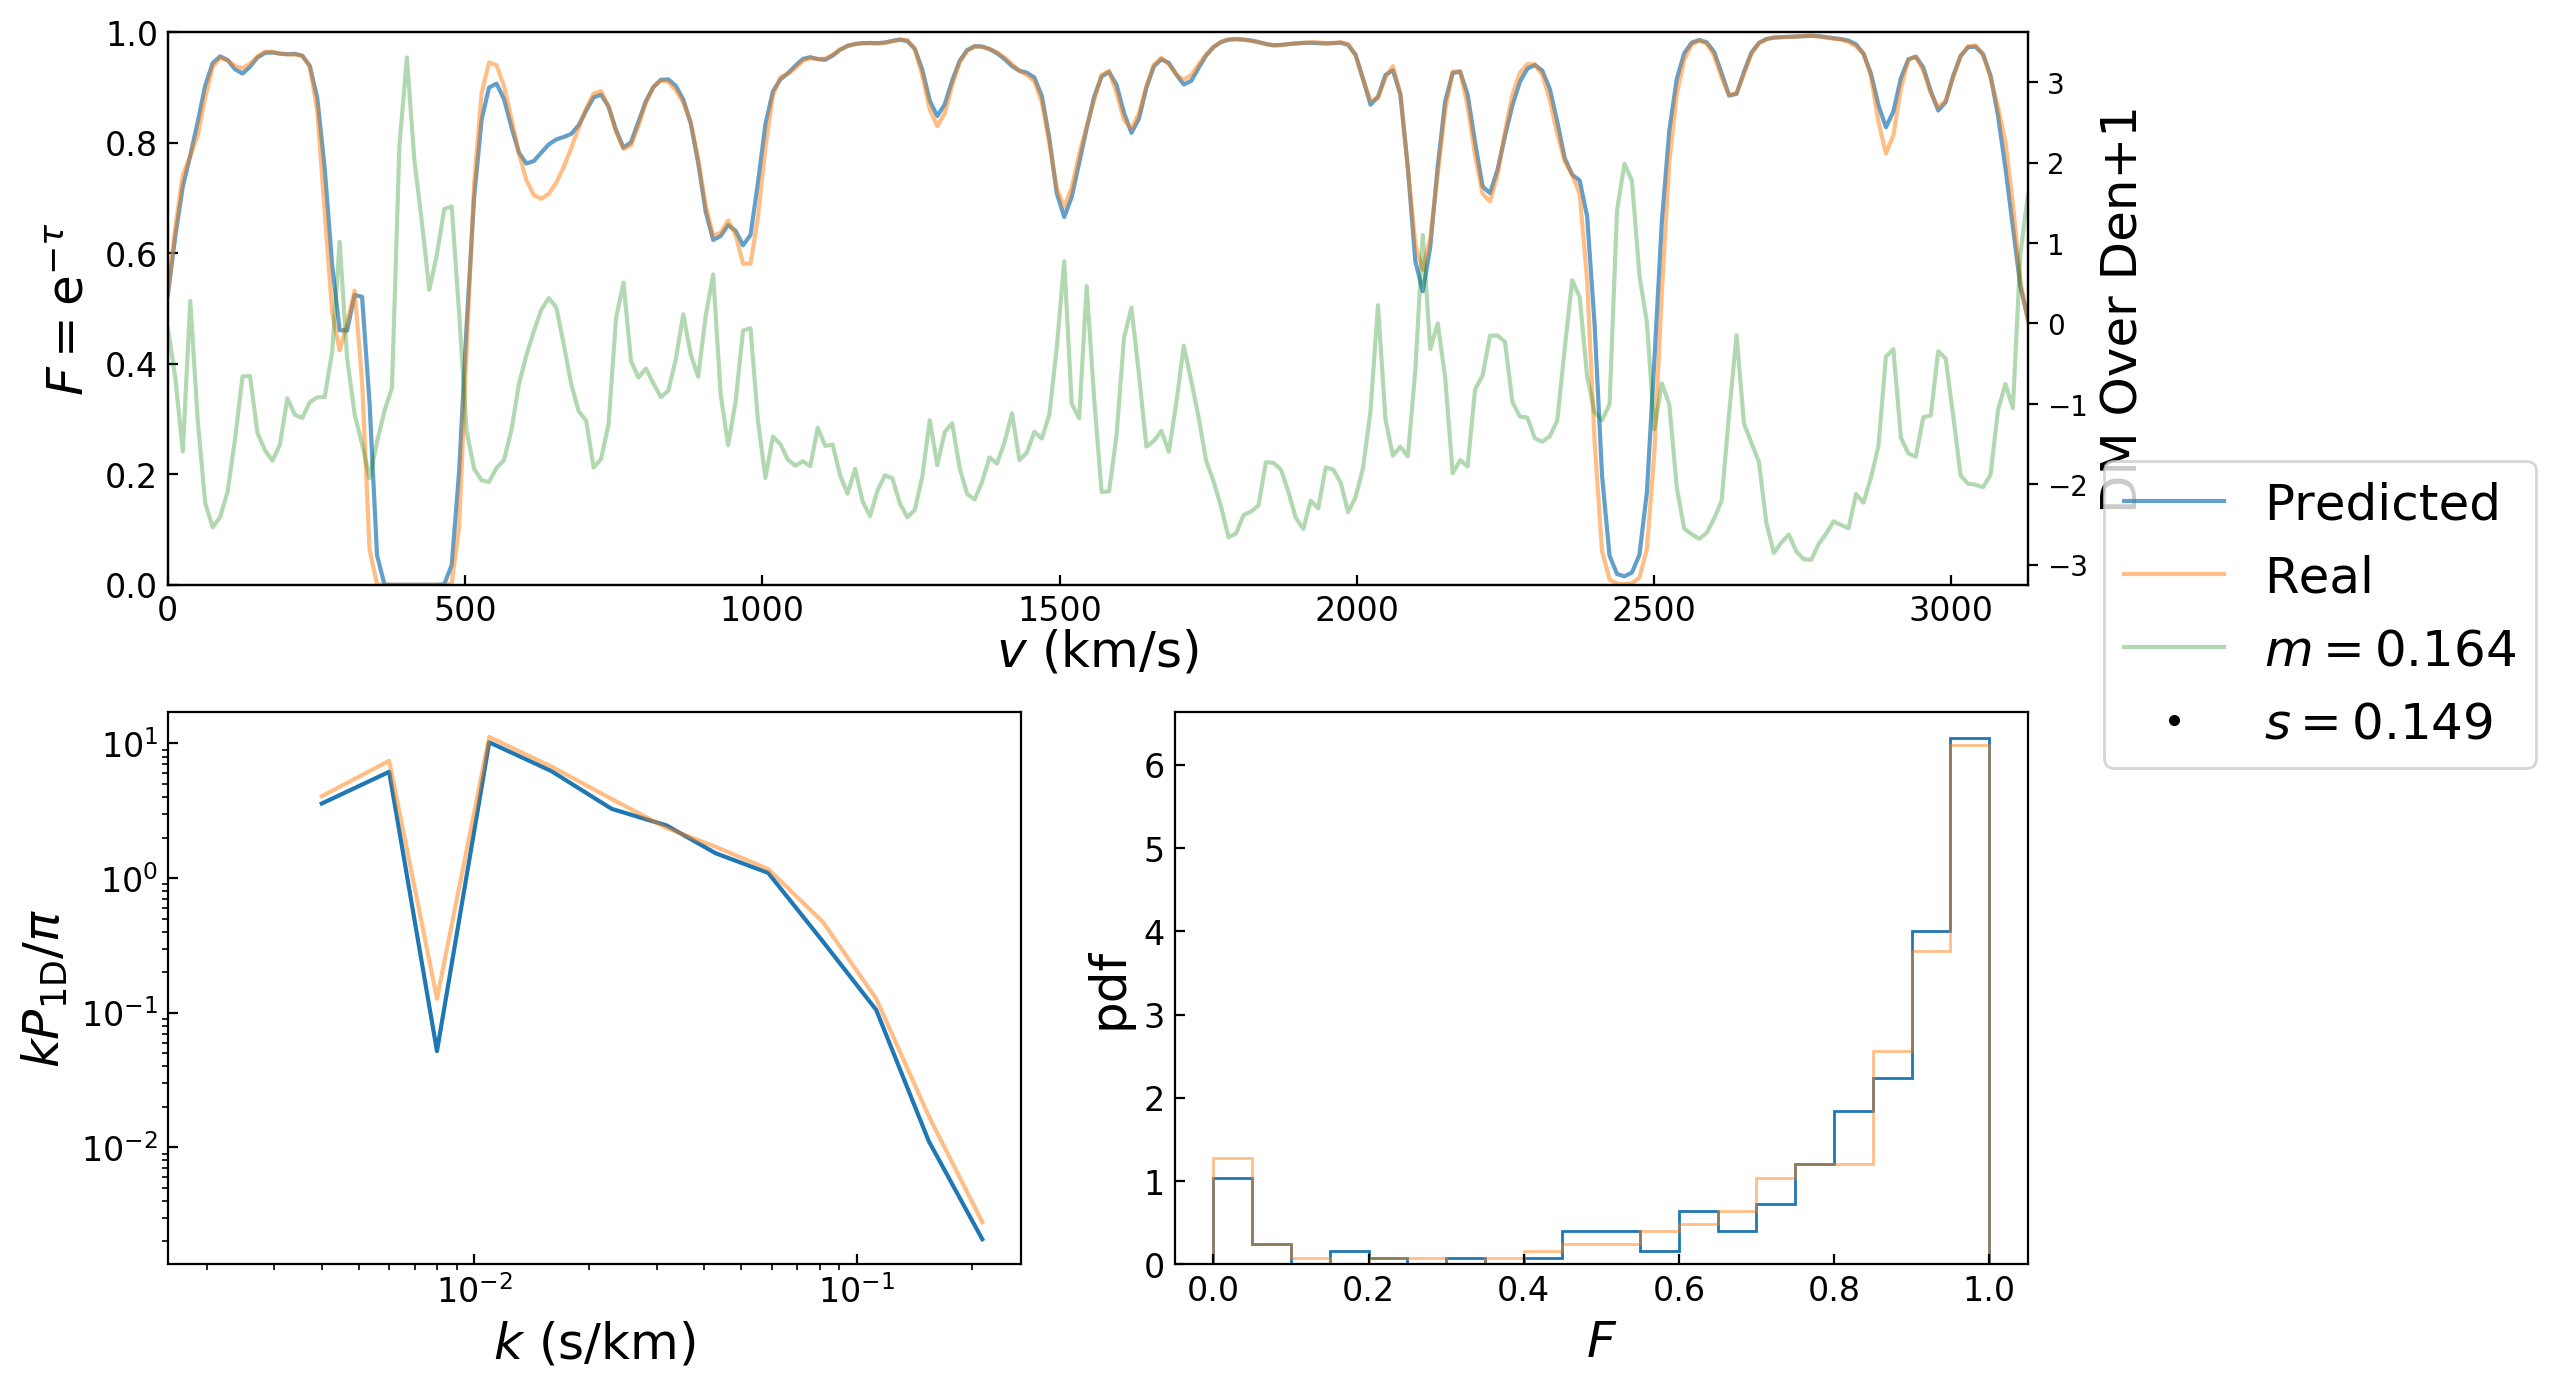 1.0
0.8
0.6
0.4
0.2
0.0
F = e^{−τ}
0 500 1000 1500 2000 2500 3000
v (km/s)
3
2
1
0
−1
−2
−3
DM Over Den+1
Predicted
Real
m = 0.164
s = 0.149
10^1
10^0
10^{−1}
10^{−2}
kP_{1D}/π
10^{−2} 10^{−1}
k (s/km)
6
5
4
3
2
1
0
pdf
0.0 0.2 0.4 0.6 0.8 1.0
F